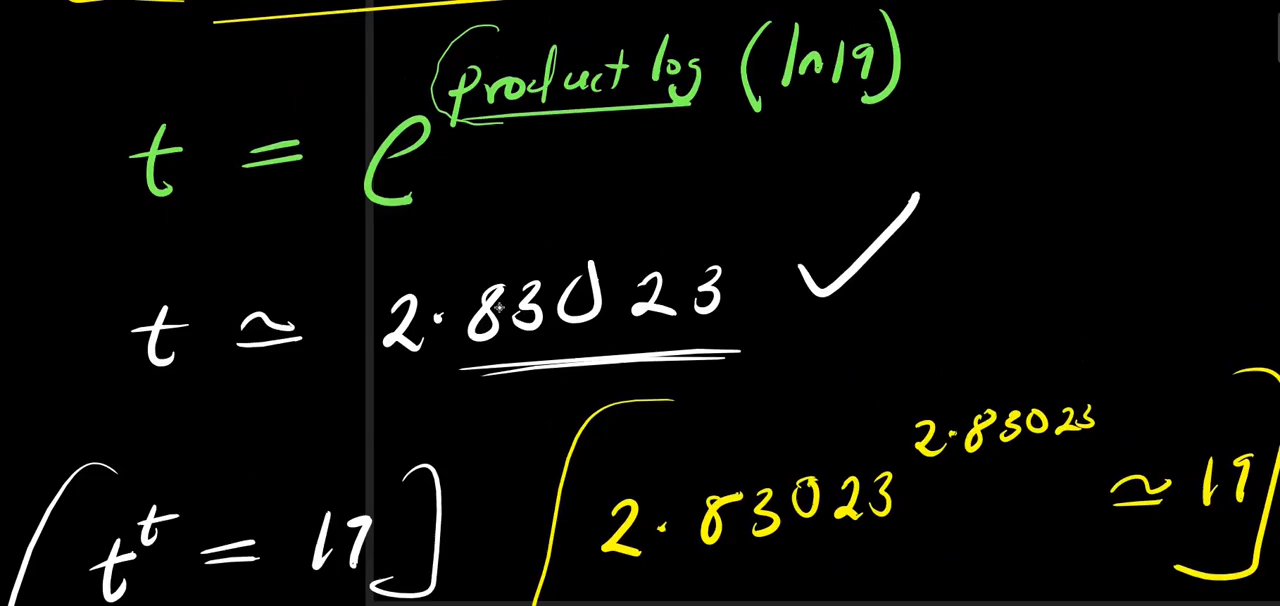 t = e^(product log (ln19)
t ≃ 2.83023 ✓
[t^t = 19] [2.83023^2.83023 ≃ 19]